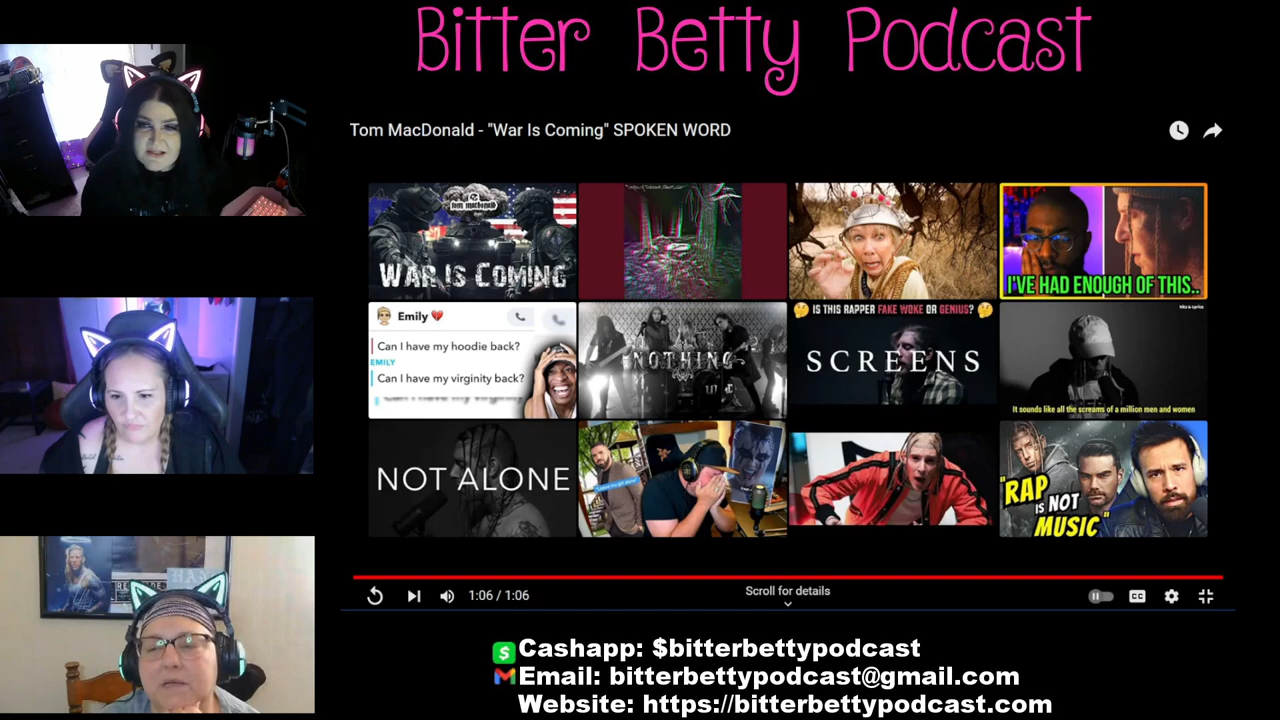 Bitter Betty Podcast
Tom MacDonald - "War Is Coming" SPOKEN WORD
TOM MACDONALD
WAR IS COMING
I'VE HAD ENOUGH OF THIS..
Emily 💔
Can I have my hoodie back?
EMILY
Can I have my virginity back?
NOTHING
🤔 IS THIS RAPPER FAKE WOKE OR GENIUS? 🤔
SCREENS
It sounds like all the screams of a million men and women
NOT ALONE
"RAP
IS NOT
MUSIC"
1:06 / 1:06
Scroll for details
CC
$ Cashapp: $bitterbettypodcast
Email: bitterbettypodcast@gmail.com
Website: https://bitterbettypodcast.com